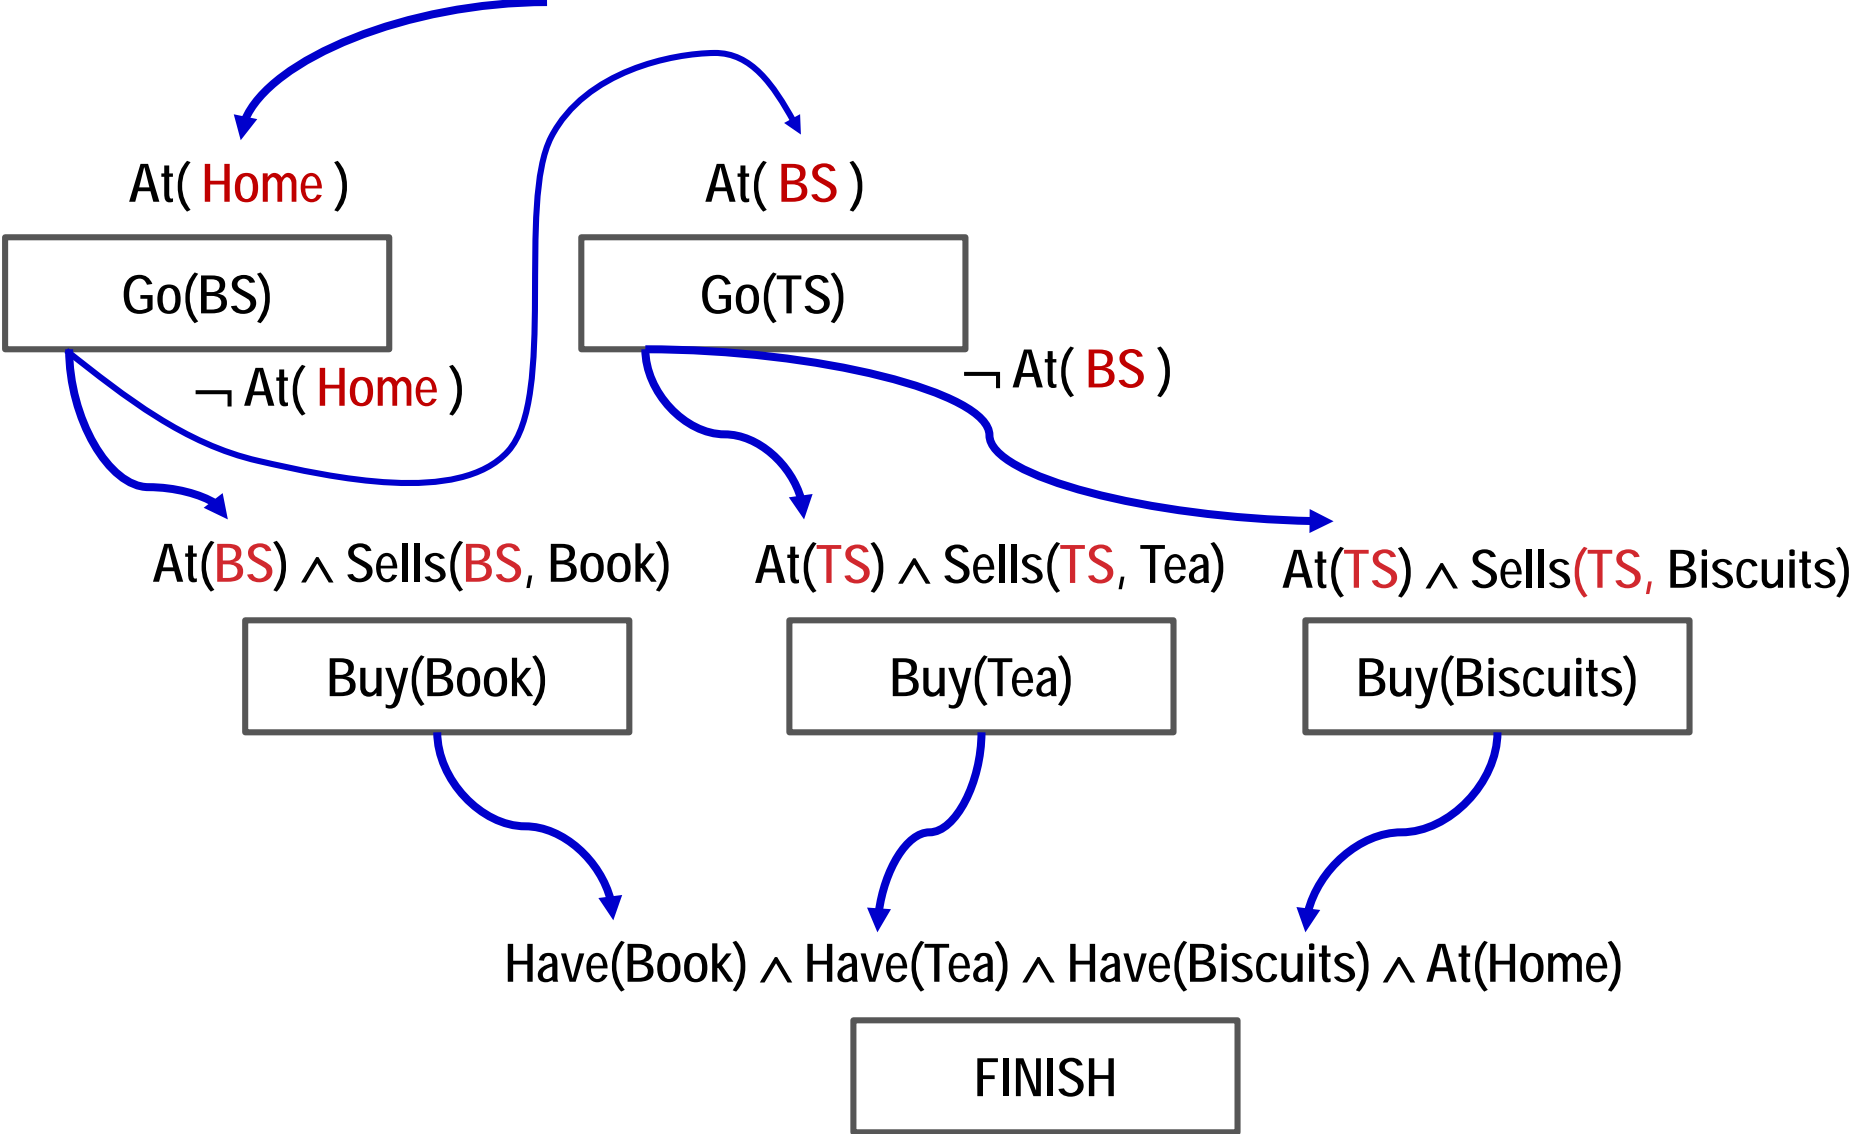 At( Home )
At( BS )
Go(BS)
Go(TS)
¬ At( Home )
¬ At( BS )
At(BS) ∧ Sells(BS, Book)
At(TS) ∧ Sells(TS, Tea)
At(TS) ∧ Sells(TS, Biscuits)
Buy(Book)
Buy(Tea)
Buy(Biscuits)
Have(Book) ∧ Have(Tea) ∧ Have(Biscuits) ∧ At(Home)
FINISH